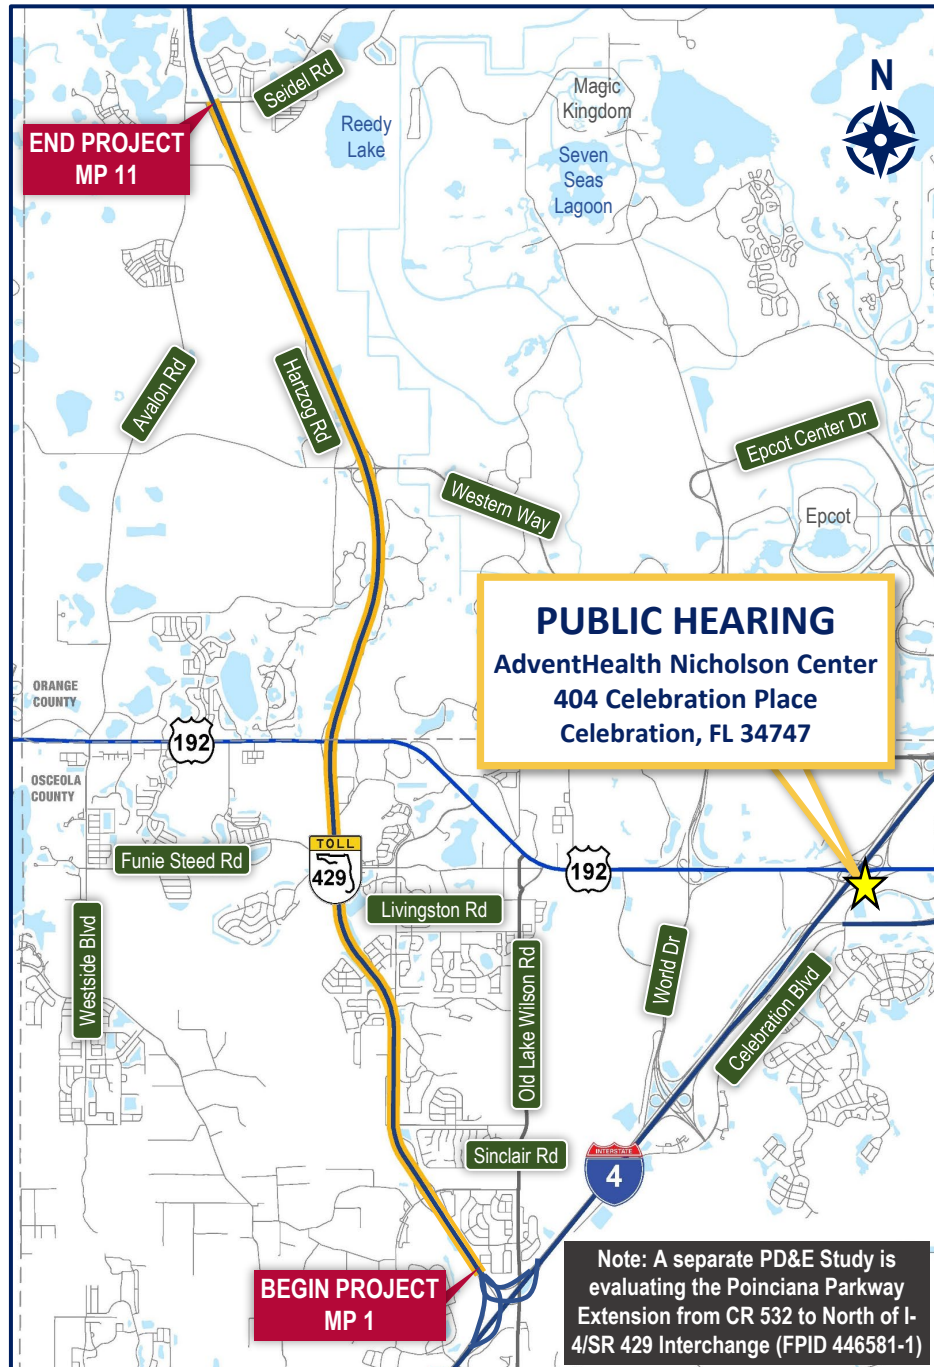 Seidel Rd
N
Magic
Kingdom
END PROJECT
MP 11
Reedy
Lake
Seven
Seas
Lagoon
Avalon Rd
Hartzog Rd
Epcot Center Dr
Western Way
Epcot
PUBLIC HEARING
AdventHealth Nicholson Center
404 Celebration Place
Celebration, FL 34747
ORANGE
COUNTY
192
OSCEOLA
COUNTY
Funie Steed Rd
TOLL
429
192
Livingston Rd
Westside Blvd
Old Lake Wilson Rd
World Dr
Celebration Blvd
Sinclair Rd
INTERSTATE
4
BEGIN PROJECT
MP 1
Note: A separate PD&E Study is
evaluating the Poinciana Parkway
Extension from CR 532 to North of I-
4/SR 429 Interchange (FPID 446581-1)